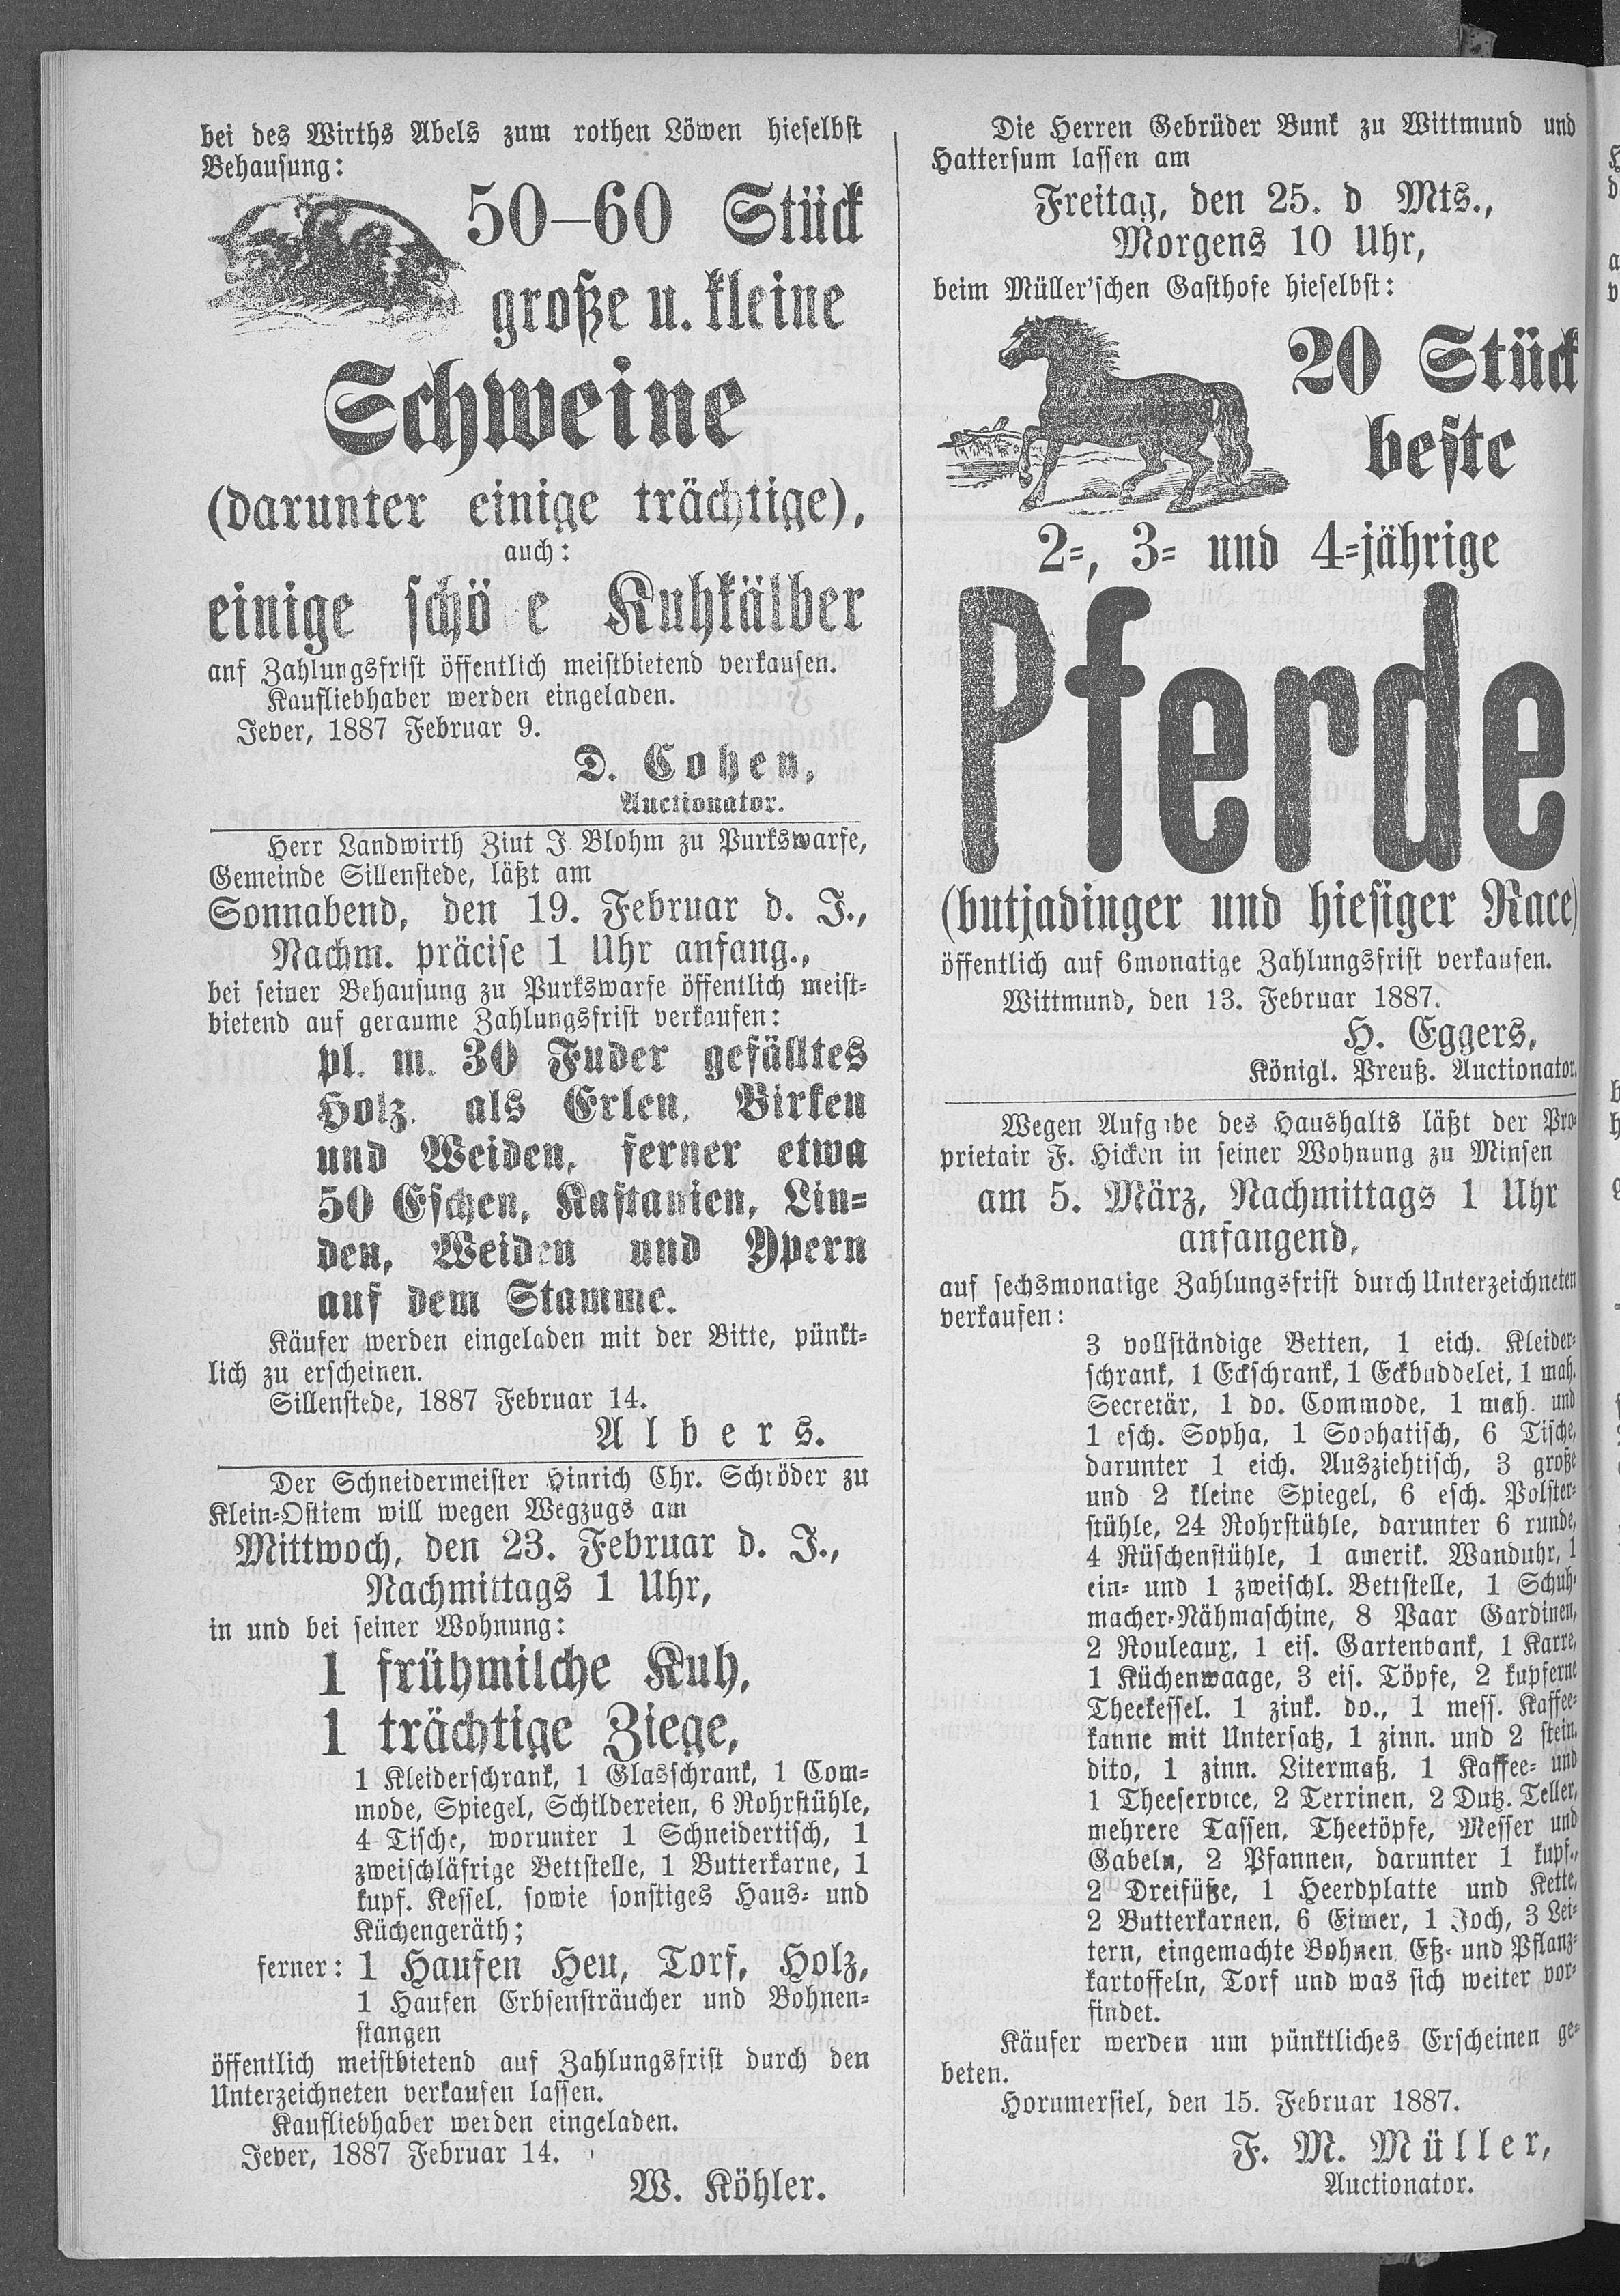 bei des Wirths Abels zum rothen Löwen hieselbst
Behausung:
50–60 Stück
große u. kleine
Schweine
(darunter einige trächtige),
auch:
einige schö e Kuhkälber
auf Zahlungsfrist öffentlich meistbietend verkaufen.
Kaufliebhaber werden eingeladen.
Jever, 1887 Februar 9.
D. Cohen,
Auctionator.
Herr Landwirth Ziut J. Blohm zu Purkswarfe,
Gemeinde Sillenstede, läßt am
Sonnabend, den 19. Februar d. J.,
Nachm. präcise 1 Uhr anfang.,
bei seiner Behausung zu Purkswarfe öffentlich meist-
bietend auf geraume Zahlungsfrist verkaufen:
pl. m. 30 Fuder gefälltes
Holz, als Erlen, Birken
und Weiden, ferner etwa
50 Eschen, Kastanien, Lin-
den, Weiden und Ypern
auf dem Stamme.
Käufer werden eingeladen mit der Bitte, pünkt-
lich zu erscheinen.
Sillenstede, 1887 Februar 14.
Albers.
Der Schneidermeister Hinrich Chr. Schröder zu
Klein-Ostiem will wegen Wegzugs am
Mittwoch, den 23. Februar d. J.,
Nachmittags 1 Uhr,
in und bei seiner Wohnung:
1 frühmilche Kuh,
1 trächtige Ziege,
1 Kleiderschrank, 1 Glasschrank, 1 Com-
mode, Spiegel, Schildereien, 6 Rohrstühle,
4 Tische, worunter 1 Schneidertisch, 1
zweischläfrige Bettstelle, 1 Butterkarne, 1
kupf. Kessel, sowie sonstiges Haus- und
Küchengeräth;
ferner: 1 Haufen Heu, Torf, Holz,
1 Haufen Erbsensträucher und Bohnen-
stangen
öffentlich meistbietend auf Zahlungsfrist durch den
Unterzeichneten verkaufen lassen.
Kaufliebhaber werden eingeladen.
Jever, 1887 Februar 14.
W. Köhler.
Die Herren Gebrüder Bunk zu Wittmund und
Hattersum lassen am
Freitag, den 25. d Mts.,
Morgens 10 Uhr,
beim Müller'schen Gasthofe hieselbst:
20 Stück
beste
2-, 3- und 4-jährige
Pferde
(butjadinger und hiesiger Race)
öffentlich auf 6monatige Zahlungsfrist verkaufen.
Wittmund, den 13. Februar 1887.
H. Eggers,
Königl. Preuß. Auctionator.
Wegen Aufgabe des Haushalts läßt der Pro-
prietair F. Hicken in seiner Wohnung zu Minsen
am 5. März, Nachmittags 1 Uhr
anfangend,
auf sechsmonatige Zahlungsfrist durch Unterzeichneten
verkaufen:
3 vollständige Betten, 1 eich. Kleider-
schrank, 1 Eckschrank, 1 Eckbuddelei, 1 mah.
Secretär, 1 do. Commode, 1 mah. und
1 esch. Sopha, 1 Sophatisch, 6 Tische,
darunter 1 eich. Ausziehtisch, 3 große
und 2 kleine Spiegel, 6 esch. Polster-
stühle, 24 Rohrstühle, darunter 6 runde,
4 Rüschenstühle, 1 amerik. Wanduhr, 1
ein- und 1 zweischl. Bettstelle, 1 Schuh-
macher-Nähmaschine, 8 Paar Gardinen,
2 Rouleaux, 1 eis. Gartenbank, 1 Karre,
1 Küchenwaage, 3 eis. Töpfe, 2 kupferne
Theekessel. 1 zink. do., 1 mess. Kaffee-
kanne mit Untersatz, 1 zinn. und 2 stein.
dito, 1 zinn. Litermaß, 1 Kaffee- und
1 Theeservice, 2 Terrinen, 2 Dutz. Teller,
mehrere Tassen, Theetöpfe, Messer und
Gabeln, 2 Pfannen, darunter 1 kupf.,
2 Dreifüße, 1 Heerdplatte und Kette,
2 Butterkarnen, 6 Eimer, 1 Joch, 3 Lei-
tern, eingemachte Bohnen, Eß- und Pflanz-
kartoffeln, Torf und was sich weiter vor-
findet.
Käufer werden um pünktliches Erscheinen ge-
beten.
Horumersiel, den 15. Februar 1887.
F. M. Müller,
Auctionator.